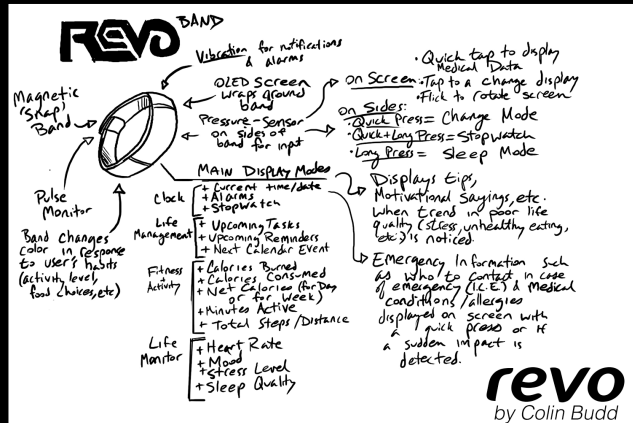 REVO BAND
Vibration for notifications
& alarms
OLED Screen
wraps around
band
Pressure-Sensor
on sides of
band for input
Magnetic
"Snap"
Band
Pulse
Monitor
Band changes
color in response
to user's habits
(activity level,
food choices, etc)
• Quick tap to display
Medical Data
on Screen: • Tap to a change display
• Flick to rotate screen
on Sides:
• Quick Press = Change Mode
• Quick + Long Press = Stopwatch
• Long Press = Sleep Mode
Main Display Modes
Clock
+ Current time/date
+ Alarms
+ Stopwatch
Life
Management
+ Upcoming Tasks
+ Upcoming Reminders
+ Next Calendar Event
Fitness
+
Activity
+ Calories Burned
+ Calories Consumed
+ Net Calories (for Day
or for Week)
+ Minutes Active
+ Total Steps/Distance
Life
Monitor
+ Heart Rate
+ Mood
+ Stress Level
+ Sleep Quality
Displays tips,
Motivational Sayings, etc.
when trend in poor life
quality (stress, unhealthy eating,
etc.) is noticed.
Emergency Information such
as who to contact in case
of emergency (I.C.E.) & Medical
conditions/allergies
displayed on screen with
a quick press or if
a sudden impact is
detected.
revo
by Colin Budd